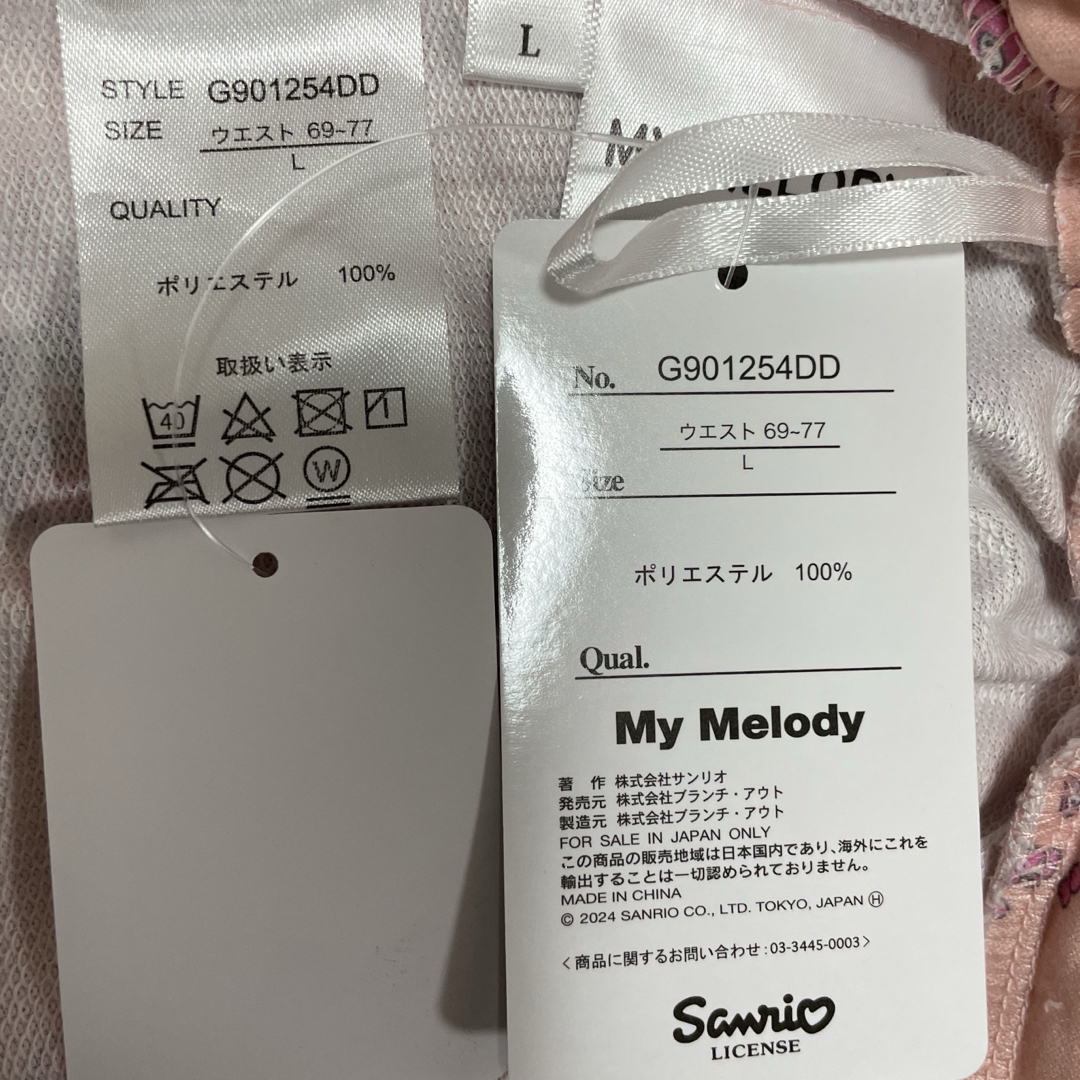 STYLE G901254DD
SIZE ウエスト 69~77
L
QUALITY
ポリエステル 100%
取扱い表示
40
W
L
No. G901254DD
ウエスト 69~77
L
Size
ポリエステル 100%
Qual.
My Melody
著 作 株式会社サンリオ
発売元 株式会社ブランチ・アウト
製造元 株式会社ブランチ・アウト
FOR SALE IN JAPAN ONLY
この商品の販売地域は日本国内であり、海外にこれを
輸出することは一切認められておりません。
MADE IN CHINA
© 2024 SANRIO CO., LTD. TOKYO, JAPAN Ⓗ
<商品に関するお問い合わせ:03-3445-0003>
Sanrio
LICENSE